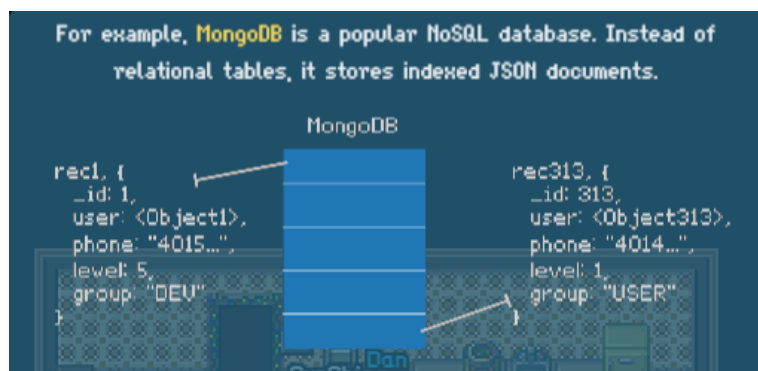 For example, MongoDB is a popular NoSQL database. Instead of
relational tables, it stores indexed JSON documents.
MongoDB
rec1, {
_id: 1,
user: <Object1>,
phone: "4015...",
level: 5,
group: "DEV"
}
rec313, {
_id: 313,
user: <Object313>,
phone: "4014...",
level: 1,
group: "USER"
}
Dan